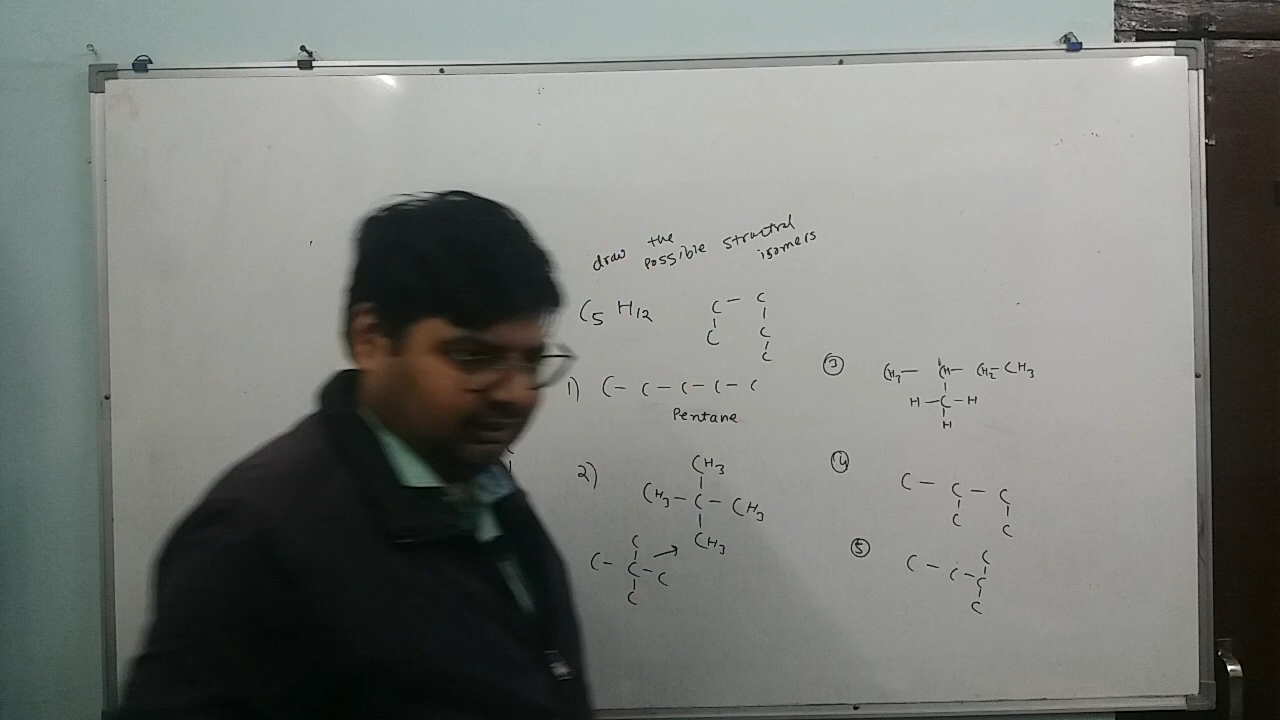 draw the possible structral isomers
C5 H12
C - C
C C
C
1) C - C - C - C - C
Pentane
2) CH3
CH3 - C - CH3
CH3
C
C - C - C
C
③ CH3 - CH - CH2 - CH3
H - C - H
H
④ C - C - C
C C
⑤ C
C - C - C
C